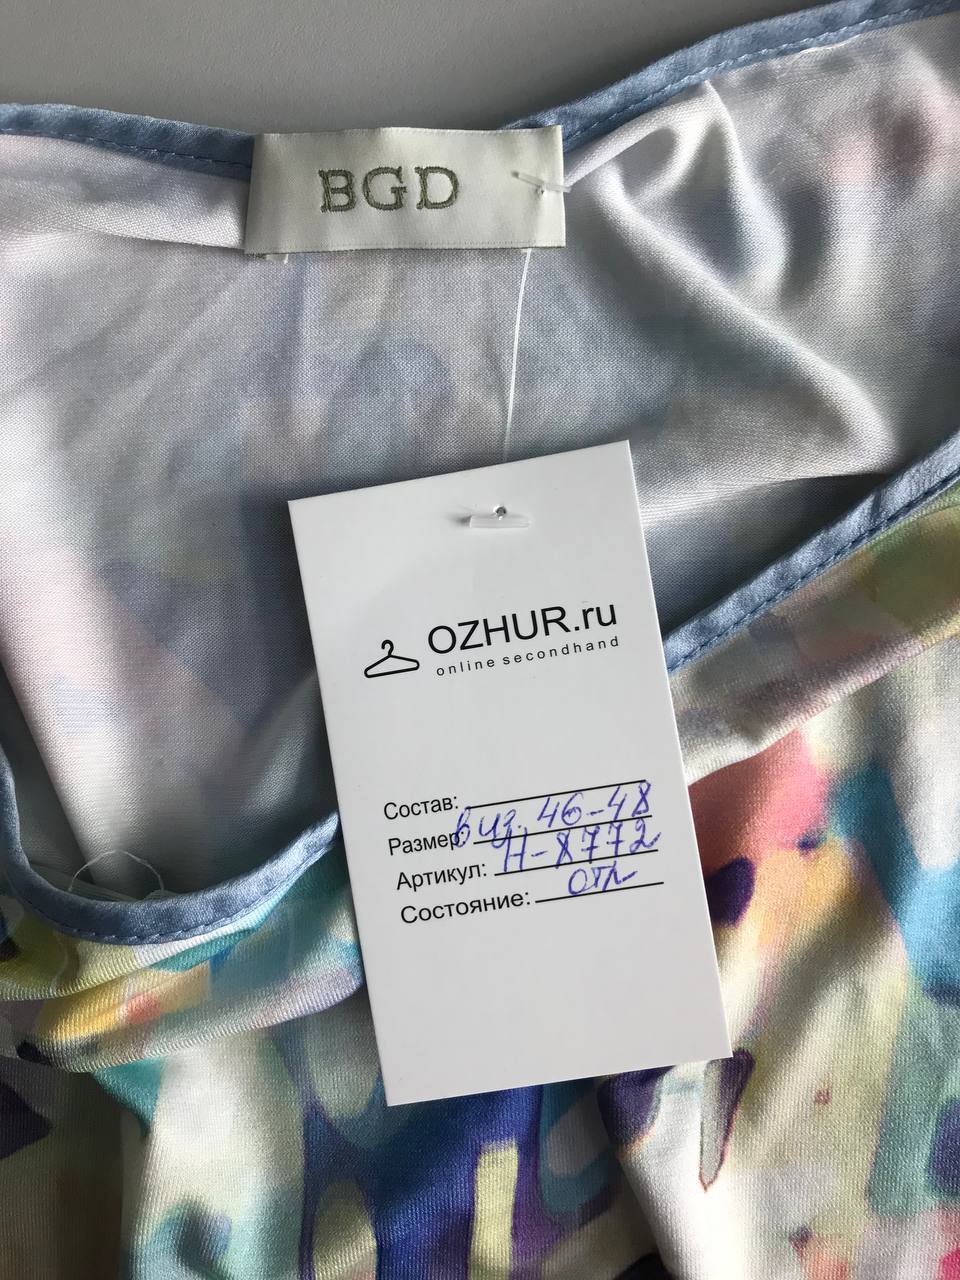 BGD
OZHUR.ru
online secondhand
Состав:
Размер: виз. 46-48
Артикул: Н-8772
Состояние: отл